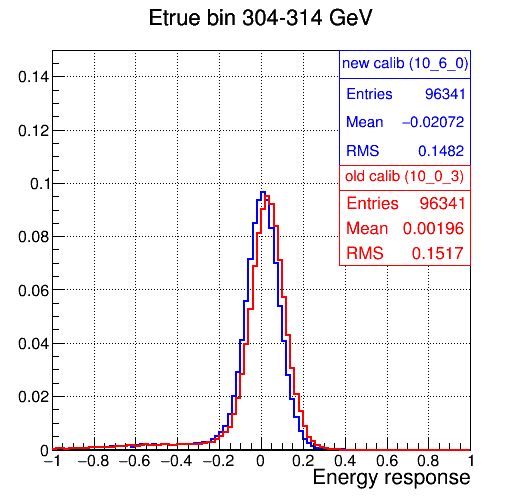 Etrue bin 304-314 GeV
new calib (10_6_0)
Entries 96341
Mean −0.02072
RMS 0.1482
old calib (10_0_3)
Entries 96341
Mean 0.00196
RMS 0.1517
0.14
0.12
0.1
0.08
0.06
0.04
0.02
0
−1 −0.8 −0.6 −0.4 −0.2 0 0.2 0.4 0.6 0.8 1
Energy response